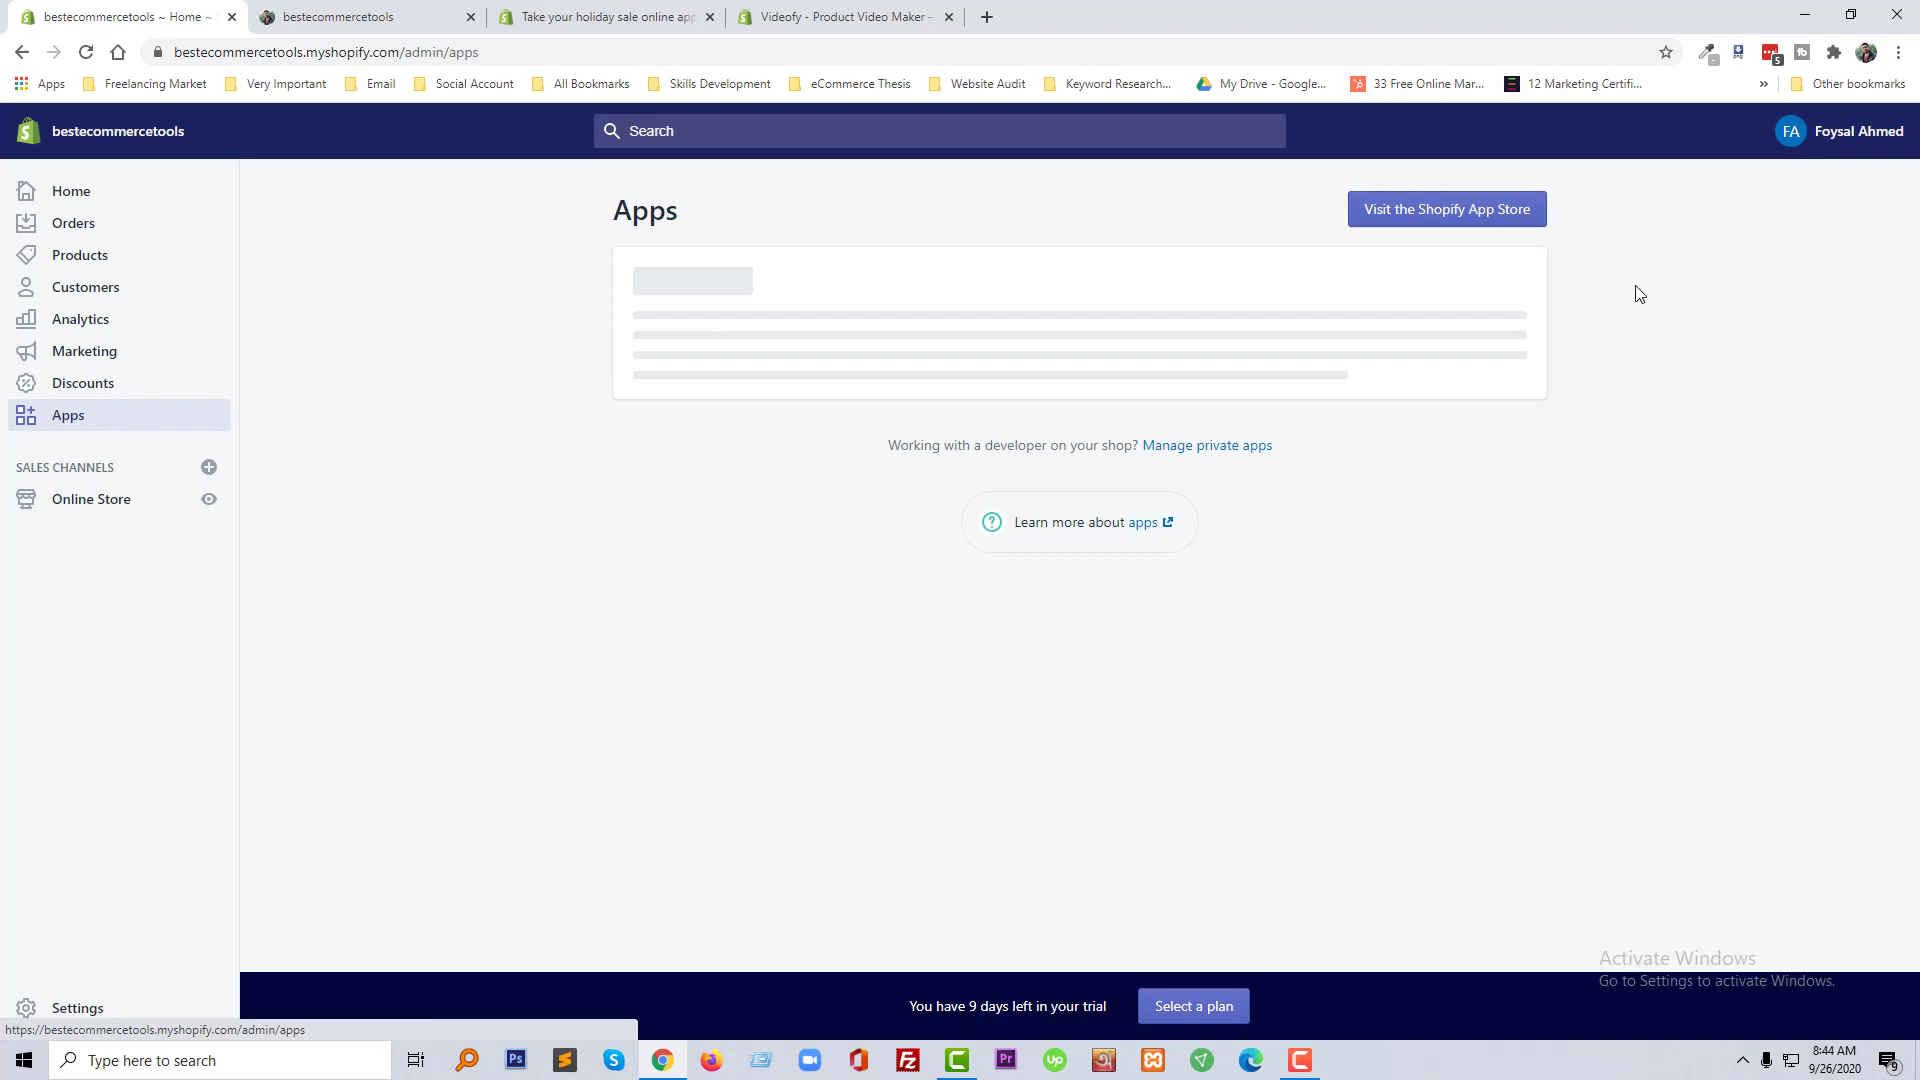 bestecommercetools ~ Home ~
bestecommercetools
Take your holiday sale online app
Videofy - Product Video Maker –
bestecommercetools.myshopify.com/admin/apps
Apps
Freelancing Market
Very Important
Email
Social Account
All Bookmarks
Skills Development
eCommerce Thesis
Website Audit
Keyword Research...
My Drive - Google...
33 Free Online Mar...
12 Marketing Certifi...
»
Other bookmarks
bestecommercetools
Search
FA
Foysal Ahmed
Home
Orders
Products
Customers
Analytics
Marketing
Discounts
Apps
SALES CHANNELS
Online Store
Settings
Apps
Visit the Shopify App Store
Working with a developer on your shop? Manage private apps
Learn more about apps
Activate Windows
Go to Settings to activate Windows.
You have 9 days left in your trial
Select a plan
https://bestecommercetools.myshopify.com/admin/apps
Type here to search
8:44 AM
9/26/2020
9